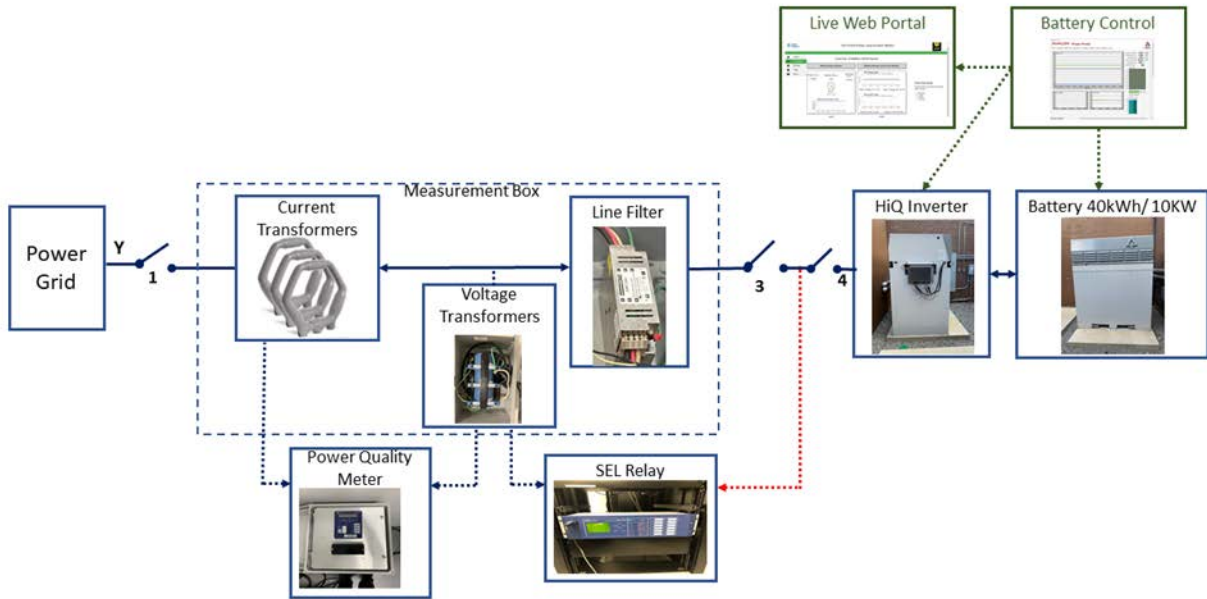 Live Web Portal
Battery Control
Measurement Box
Power
Grid
Y
1
Current
Transformers
Voltage
Transformers
Line Filter
3
4
HiQ Inverter
Battery 40kWh/ 10KW
Power Quality
Meter
SEL Relay